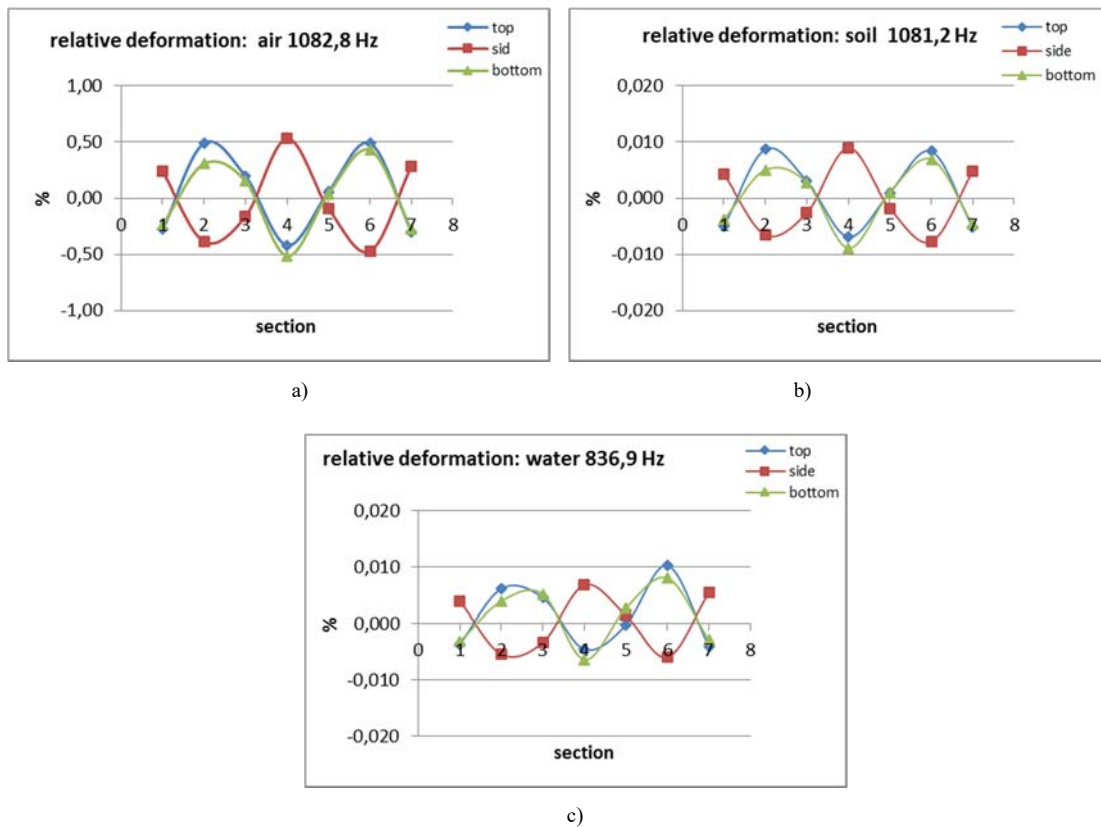 relative deformation: air 1082,8 Hz
top
sid
bottom
1,00
0,50
0,00
-0,50
-1,00
%
0 1 2 3 4 5 6 7 8
section
a)
relative deformation: soil 1081,2 Hz
top
side
bottom
0,020
0,010
0,000
-0,010
-0,020
%
0 1 2 3 4 5 6 7 8
section
b)
relative deformation: water 836,9 Hz
top
side
bottom
0,020
0,010
0,000
-0,010
-0,020
%
0 1 2 3 4 5 6 7 8
section
c)